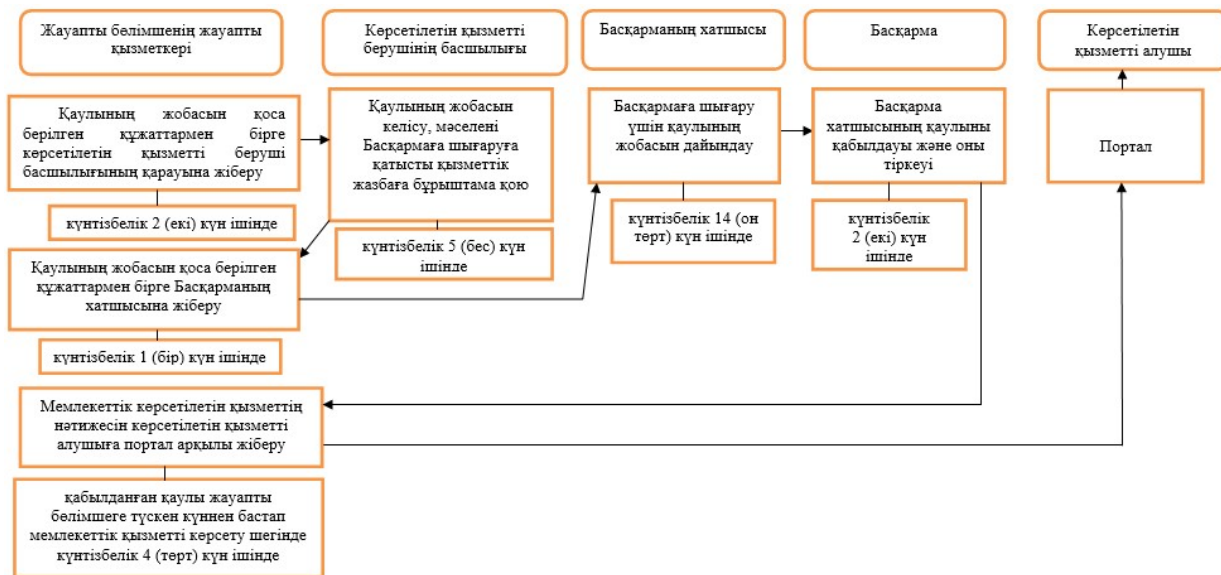 Жауапты бөлімшенің жауапты
қызметкері
Көрсетілетін қызметті
берушінің басшылығы
Басқарманың хатшысы
Басқарма
Көрсетілетін
қызметті алушы
Қаулының жобасын қоса
берілген құжаттармен бірге
көрсетілетін қызметті беруші
басшылығының қарауына жіберу
күнтізбелік 2 (екі) күн ішінде
Қаулының жобасын
келісу, мәселені
Басқармаға шығаруға
қатысты қызметтік
жазбаға бұрыштама қою
күнтізбелік 5 (бес) күн
ішінде
Басқармаға шығару
үшін қаулының
жобасын дайындау
күнтізбелік 14 (он
төрт) күн ішінде
Басқарма
хатшысының қаулыны
қабылдауы және оны
тіркеуі
күнтізбелік
2 (екі) күн
ішінде
Портал
Қаулының жобасын қоса берілген
құжаттармен бірге Басқарманың
хатшысына жіберу
күнтізбелік 1 (бір) күн ішінде
Мемлекеттік көрсетілетін қызметтің
нәтижесін көрсетілетін қызметті
алушыға портал арқылы жіберу
қабылданған қаулы жауапты
бөлімшеге түскен күннен бастап
мемлекеттік қызметті көрсету шегінде
күнтізбелік 4 (төрт) күн ішінде